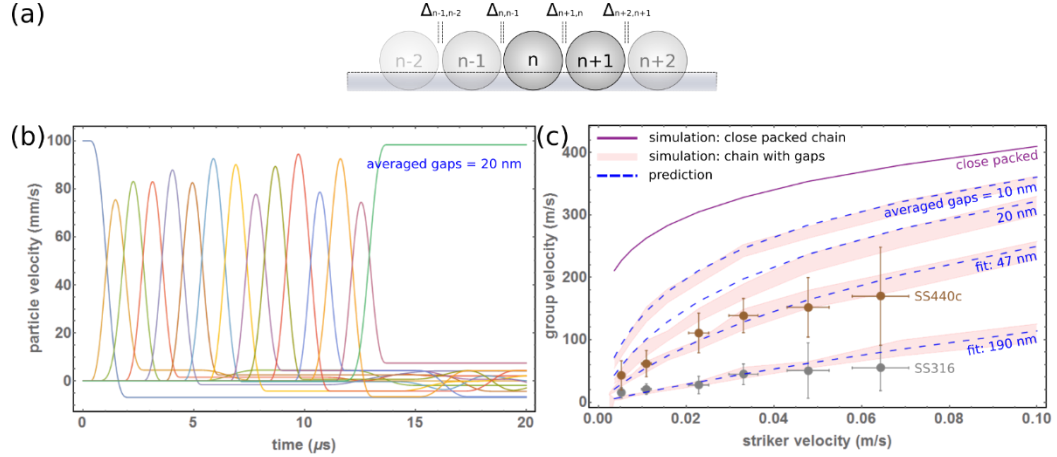 (a)
Δn-1,n-2 Δn,n-1 Δn+1,n Δn+2,n+1
n-2 n-1 n n+1 n+2
(b)
averaged gaps = 20 nm
particle velocity (mm/s)
100
80
60
40
20
0
0 5 10 15 20
time (μs)
(c)
simulation: close packed chain
simulation: chain with gaps
prediction
close packed
averaged gaps = 10 nm
20 nm
fit: 47 nm
SS440c
fit: 190 nm
SS316
group velocity (m/s)
400
300
200
100
0
0.00 0.02 0.04 0.06 0.08 0.10
striker velocity (m/s)